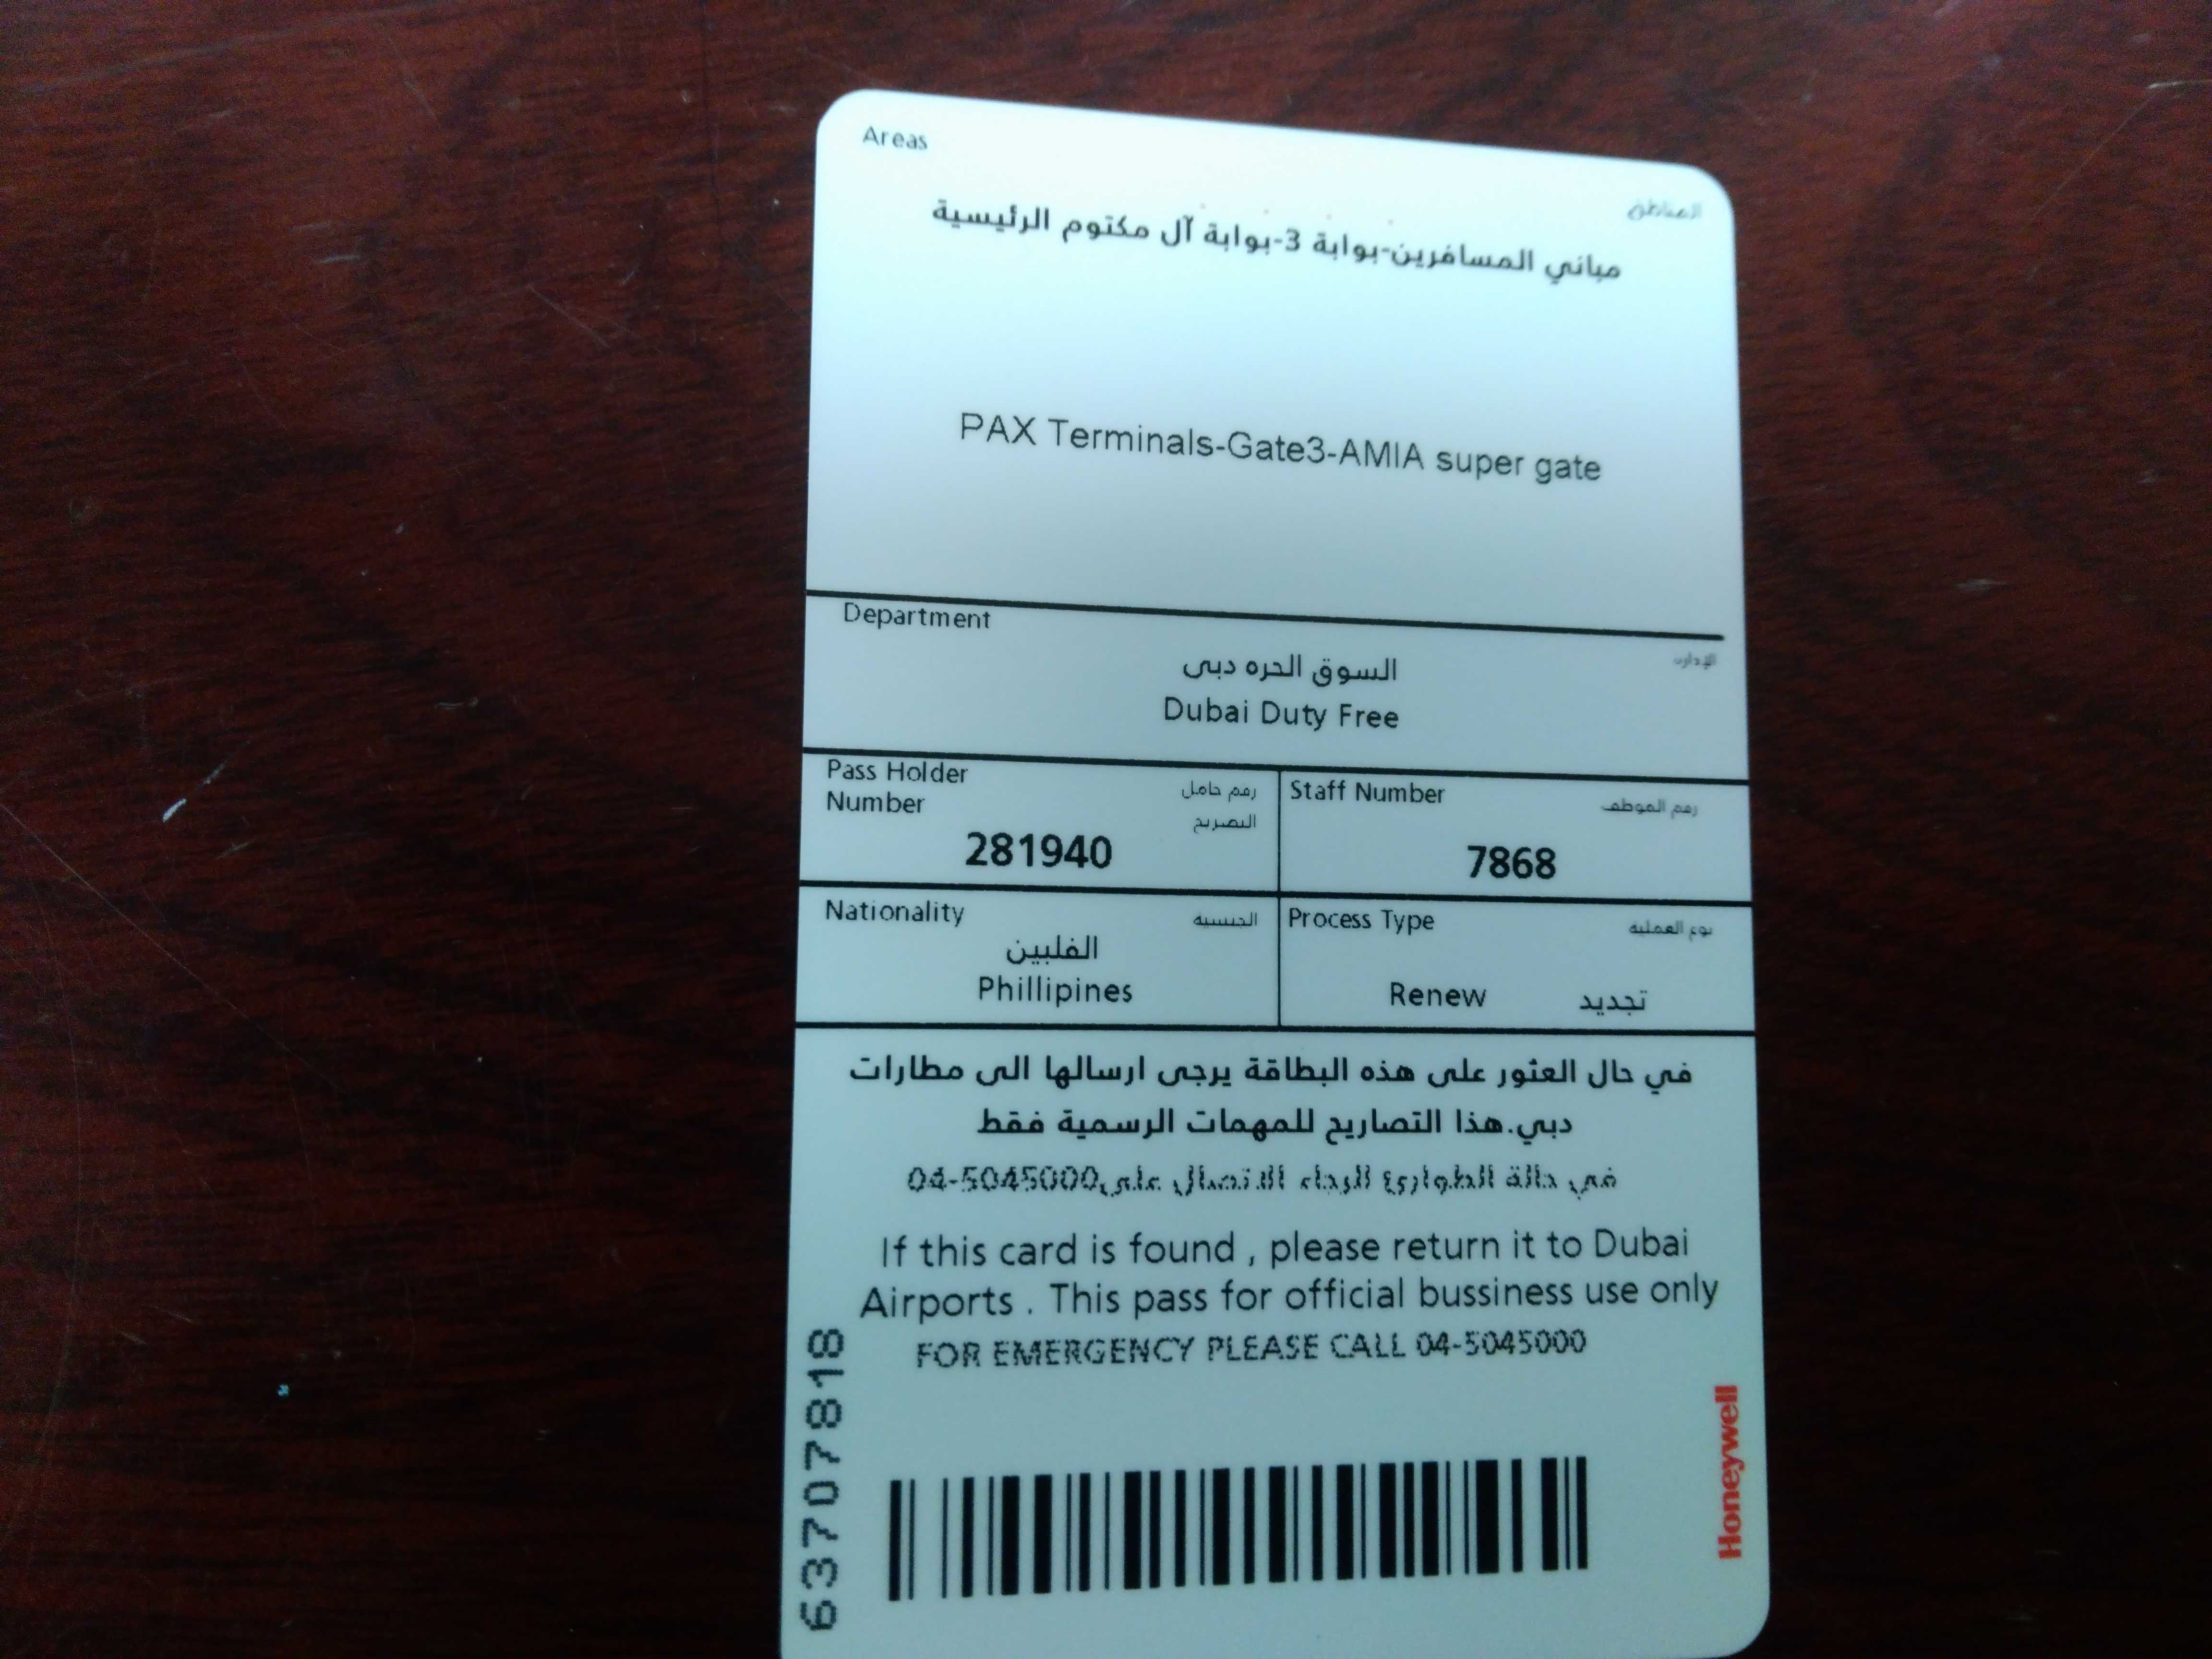 Areas
المناطق
مباني المسافرين-بوابة 3-بوابة آل مكتوم الرئيسية
PAX Terminals-Gate3-AMIA super gate
Department
الإدارة
السوق الحره دبى
Dubai Duty Free
Pass Holder
Number
رقم حامل
التصريح
281940
Staff Number
رقم الموظف
7868
Nationality
الجنسية
الفلبين
Phillipines
Process Type
نوع العملية
Renew تجديد
في حال العثور على هذه البطاقة يرجى ارسالها الى مطارات
دبي.هذا التصاريح للمهمات الرسمية فقط
في حالة الطوارئ الرجاء الاتصال على 04-5045000
If this card is found , please return it to Dubai
Airports . This pass for official bussiness use only
FOR EMERGENCY PLEASE CALL 04-5045000
63707818
Honeywell